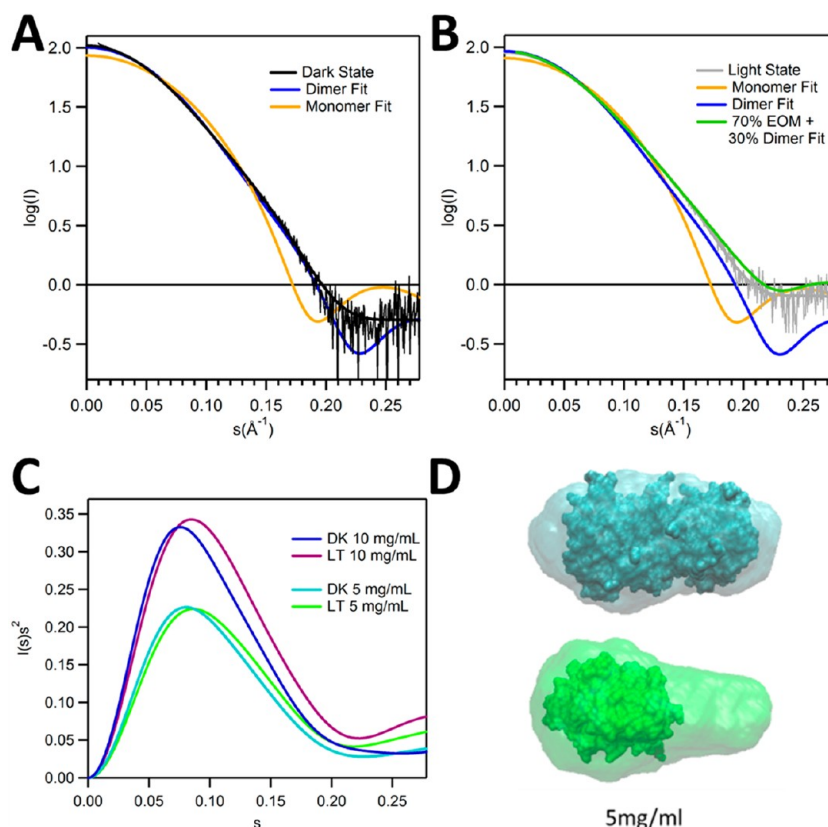 A
2.0
1.5
1.0
0.5
0.0
-0.5
log(I)
Dark State
Dimer Fit
Monomer Fit
0.00 0.05 0.10 0.15 0.20 0.25
s(Å⁻¹)
B
2.0
1.5
1.0
0.5
0.0
-0.5
log(I)
Light State
Monomer Fit
Dimer Fit
70% EOM +
30% Dimer Fit
0.00 0.05 0.10 0.15 0.20 0.25
s(Å⁻¹)
C
0.35
0.30
0.25
0.20
0.15
0.10
0.05
0.00
I(s)s²
DK 10 mg/mL
LT 10 mg/mL
DK 5 mg/mL
LT 5 mg/mL
0.00 0.05 0.10 0.15 0.20 0.25
s
D
5mg/ml